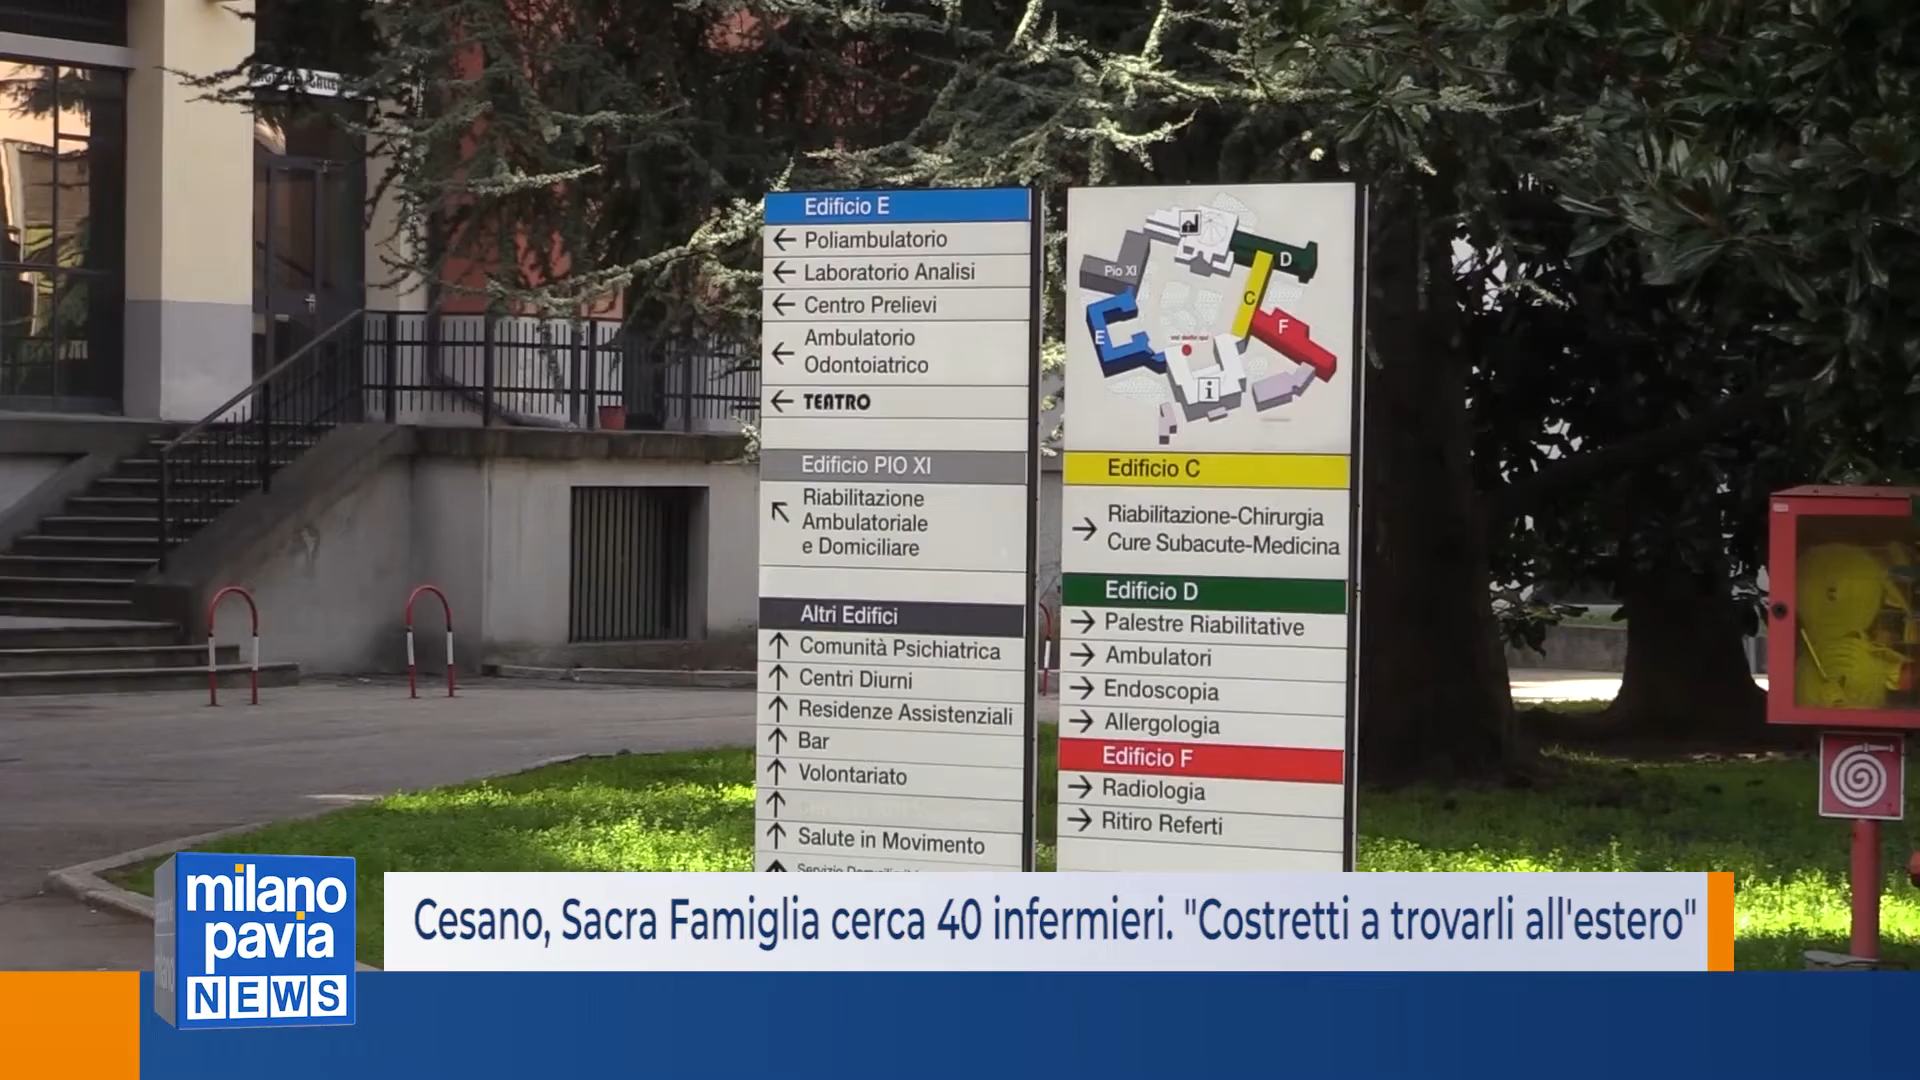 Edificio E
← Poliambulatorio
← Laboratorio Analisi
← Centro Prelievi
← Ambulatorio
Odontoiatrico
← TEATRO
Edificio PIO XI
↖ Riabilitazione
Ambulatoriale
e Domiciliare
Altri Edifici
↑ Comunità Psichiatrica
↑ Centri Diurni
↑ Residenze Assistenziali
↑ Bar
↑ Volontariato
↑
↑ Salute in Movimento
D
Pio XI
C
E
F
voi siete qui
i
Edificio C
→ Riabilitazione-Chirurgia
Cure Subacute-Medicina
Edificio D
→ Palestre Riabilitative
→ Ambulatori
→ Endoscopia
→ Allergologia
Edificio F
→ Radiologia
→ Ritiro Referti
milano
pavia
NEWS
Cesano, Sacra Famiglia cerca 40 infermieri. "Costretti a trovarli all'estero"